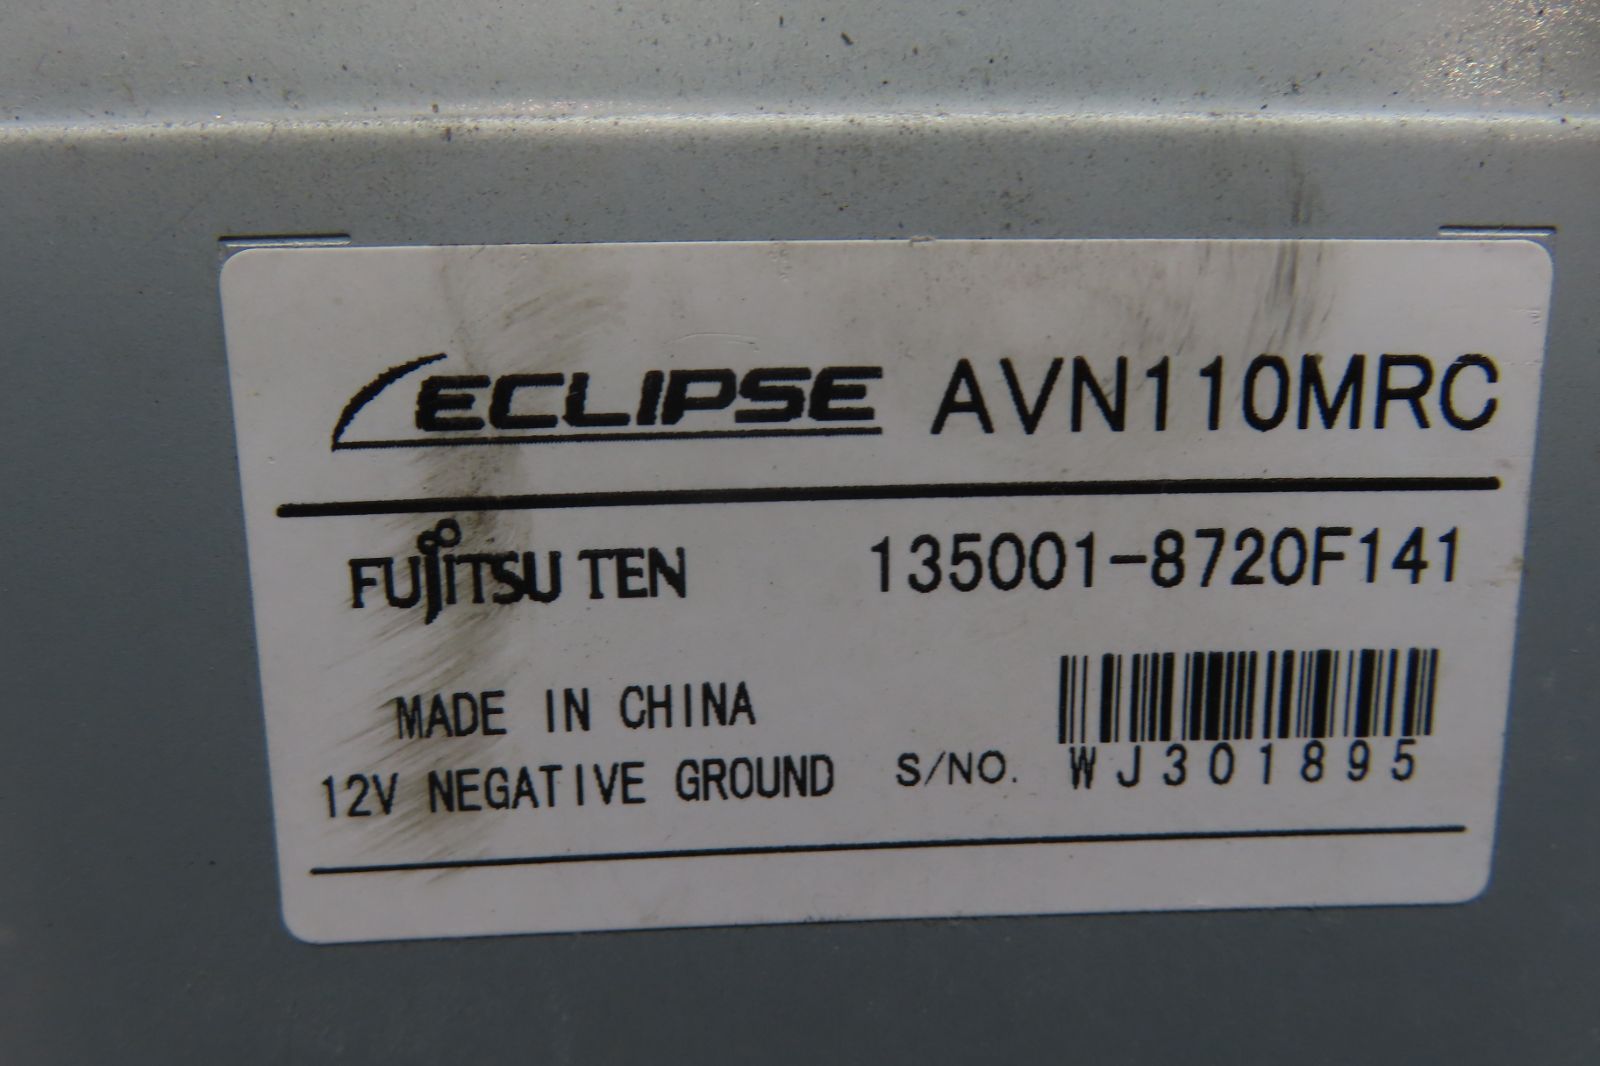 ECLIPSE AVN110MRC
FUJITSU TEN 135001-8720F141
MADE IN CHINA
12V NEGATIVE GROUND S/NO. WJ301895